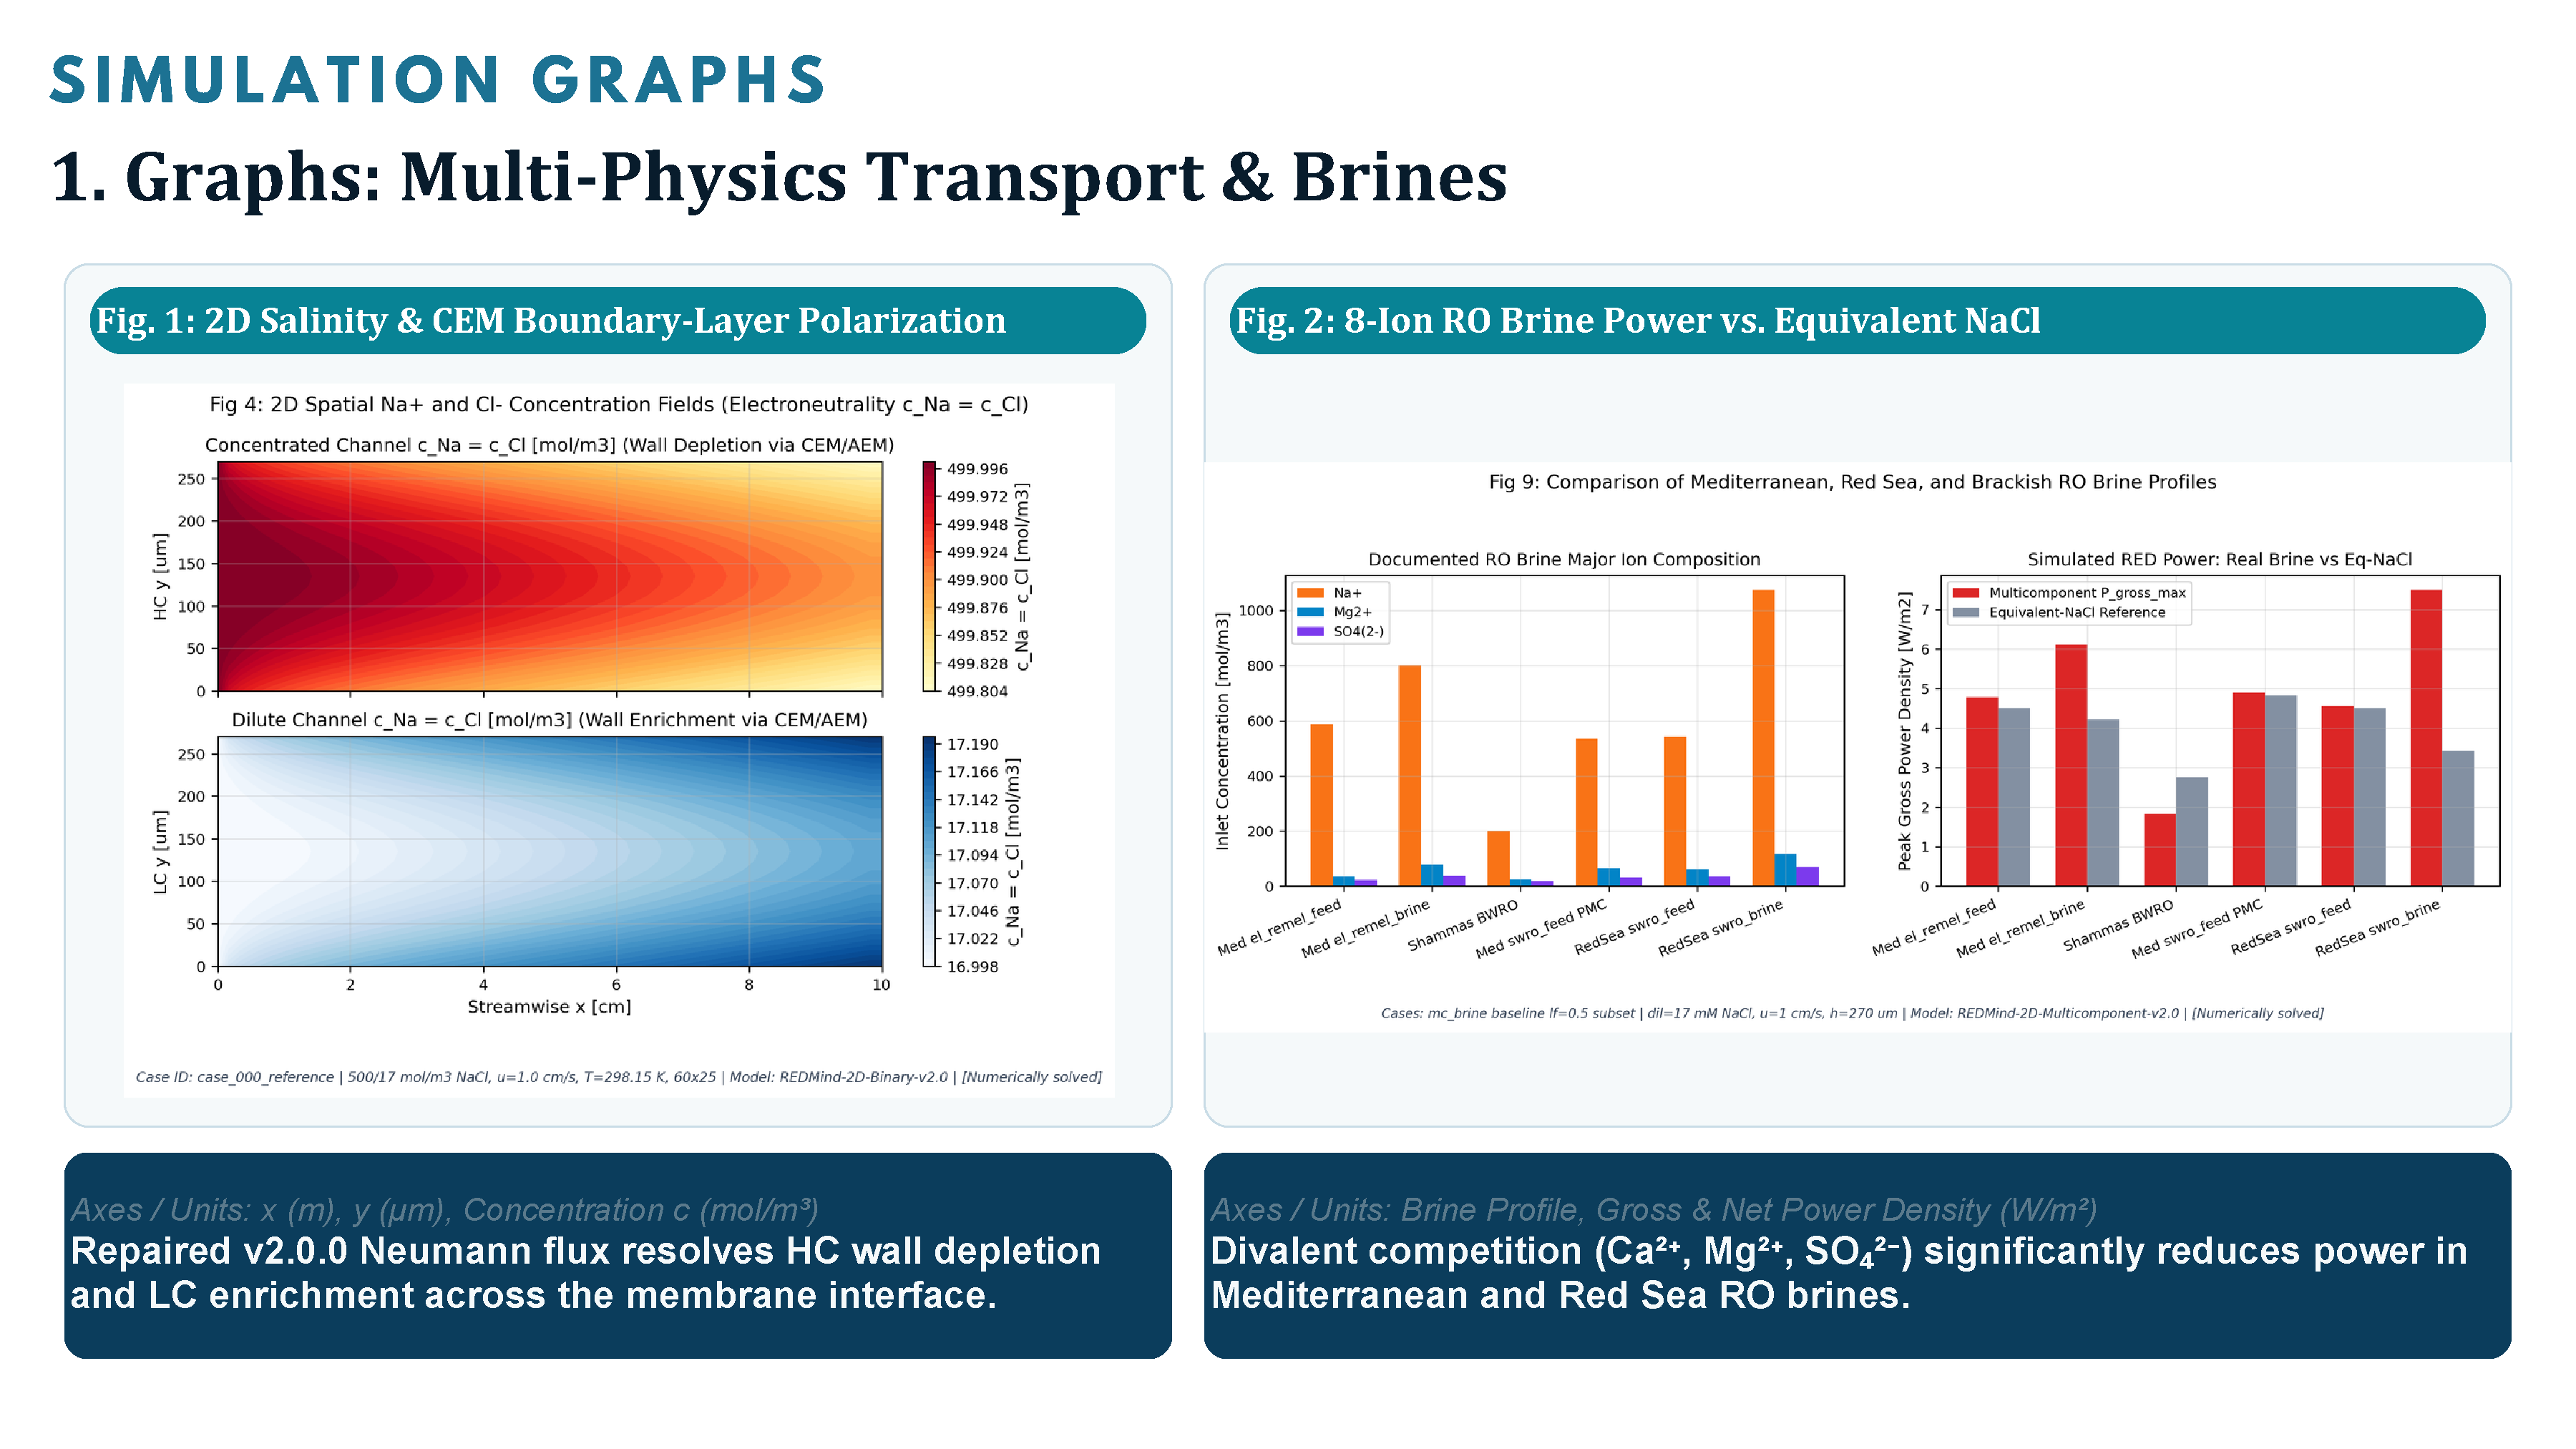 SIMULATION GRAPHS
1. Graphs: Multi-Physics Transport & Brines
Fig. 1: 2D Salinity & CEM Boundary-Layer Polarization
Fig 4: 2D Spatial Na+ and Cl- Concentration Fields (Electroneutrality c_Na = c_Cl)
Concentrated Channel c_Na = c_Cl [mol/m3] (Wall Depletion via CEM/AEM)
HC y [um]
250
200
150
100
50
0
499.996
499.972
499.948
499.924
499.900
499.876
499.852
499.828
499.804
c_Na = c_Cl [mol/m3]
Dilute Channel c_Na = c_Cl [mol/m3] (Wall Enrichment via CEM/AEM)
LC y [um]
250
200
150
100
50
0
0 2 4 6 8 10
Streamwise x [cm]
17.190
17.166
17.142
17.118
17.094
17.070
17.046
17.022
16.998
c_Na = c_Cl [mol/m3]
Case ID: case_000_reference | 500/17 mol/m3 NaCl, u=1.0 cm/s, T=298.15 K, 60x25 | Model: REDMind-2D-Binary-v2.0 | [Numerically solved]
Axes / Units: x (m), y (μm), Concentration c (mol/m³)
Repaired v2.0.0 Neumann flux resolves HC wall depletion
and LC enrichment across the membrane interface.
Fig. 2: 8-Ion RO Brine Power vs. Equivalent NaCl
Fig 9: Comparison of Mediterranean, Red Sea, and Brackish RO Brine Profiles
Documented RO Brine Major Ion Composition
Inlet Concentration [mol/m3]
1000
800
600
400
200
0
Na+
Mg2+
SO4(2-)
Med el_remel_feed
Med el_remel_brine
Shammas BWRO
Med swro_feed PMC
RedSea swro_feed
RedSea swro_brine
Simulated RED Power: Real Brine vs Eq-NaCl
Peak Gross Power Density [W/m2]
7
6
5
4
3
2
1
0
Multicomponent P_gross_max
Equivalent-NaCl Reference
Med el_remel_feed
Med el_remel_brine
Shammas BWRO
Med swro_feed PMC
RedSea swro_feed
RedSea swro_brine
Cases: mc_brine baseline lf=0.5 subset | dil=17 mM NaCl, u=1 cm/s, h=270 um | Model: REDMind-2D-Multicomponent-v2.0 | [Numerically solved]
Axes / Units: Brine Profile, Gross & Net Power Density (W/m²)
Divalent competition (Ca²⁺, Mg²⁺, SO₄²⁻) significantly reduces power in
Mediterranean and Red Sea RO brines.